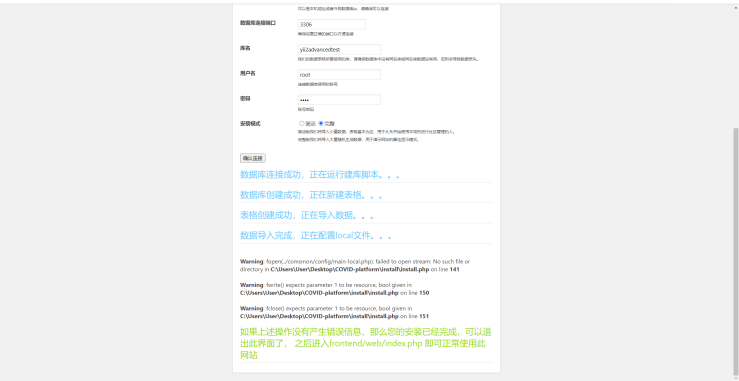 数据库连接端口
3306
库名
yii2advancedtest
用户名
root
密码
••••
安装模式
简洁 完整
确认连接
数据库连接成功，正在运行建库脚本。。。
数据库创建成功，正在新建表格。。。
表格创建成功，正在导入数据。。。
数据导入完成，正在配置local文件。。。
Warning: fopen(../comsmon/config/main-local.php): failed to open stream: No such file or
directory in C:\Users\User\Desktop\COVID-platform\install\install.php on line 141
Warning: fwrite() expects parameter 1 to be resource, bool given in
C:\Users\User\Desktop\COVID-platform\install\install.php on line 150
Warning: fclose() expects parameter 1 to be resource, bool given in
C:\Users\User\Desktop\COVID-platform\install\install.php on line 151
如果上述操作没有产生错误信息，那么您的安装已经完成，可以退
出此界面了， 之后进入frontend/web/index.php 即可正常使用此
网站